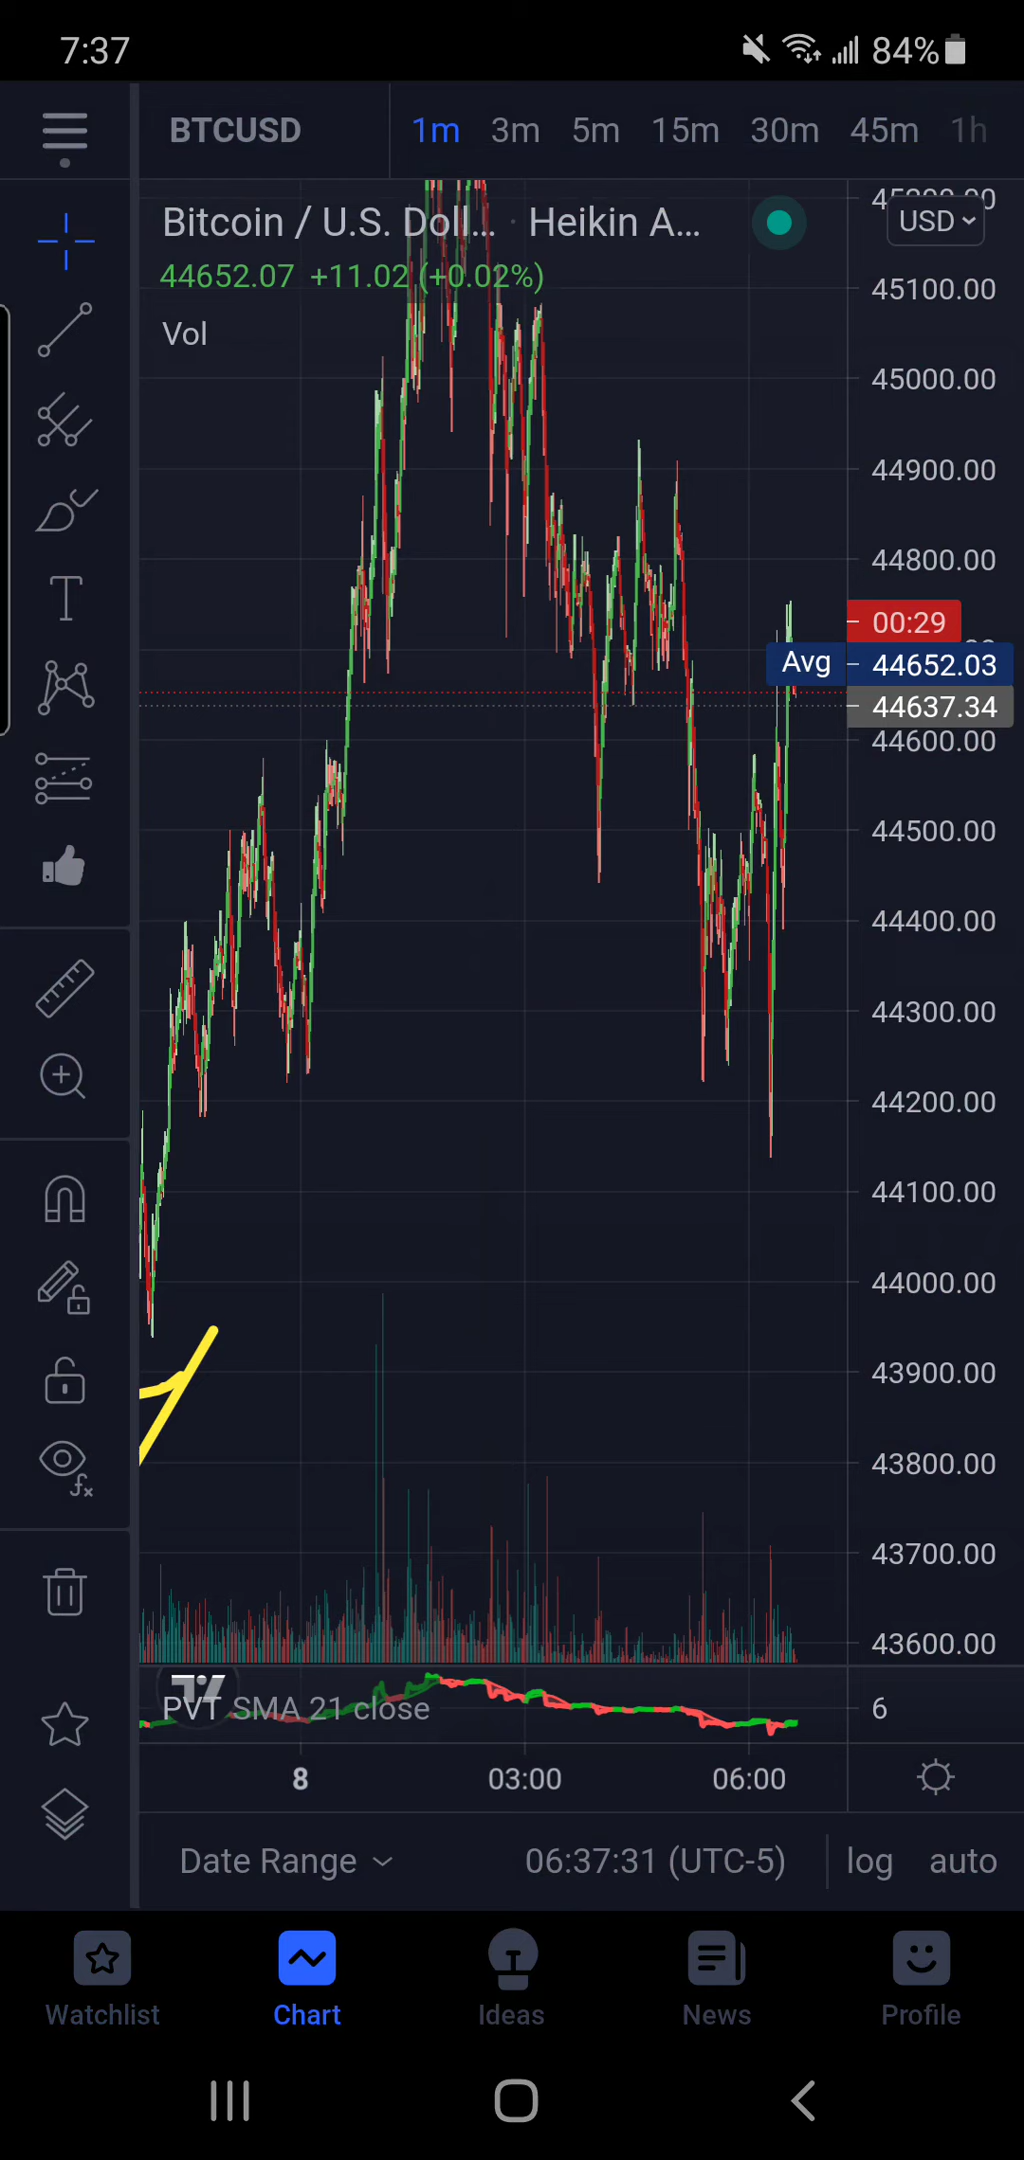 7:37 84%
BTCUSD 1m 3m 5m 15m 30m 45m 1h
Bitcoin / U.S. Doll... · Heikin A...
USD
44652.07 +11.02 (+0.02%)
45100.00
Vol
45000.00
44900.00
44800.00
00:29
Avg 44652.03
44637.34
44600.00
44500.00
44400.00
44300.00
44200.00
44100.00
44000.00
43900.00
43800.00
43700.00
43600.00
PVT SMA 21 close 6
8 03:00 06:00
Date Range 06:37:31 (UTC-5) log auto
Watchlist Chart Ideas News Profile